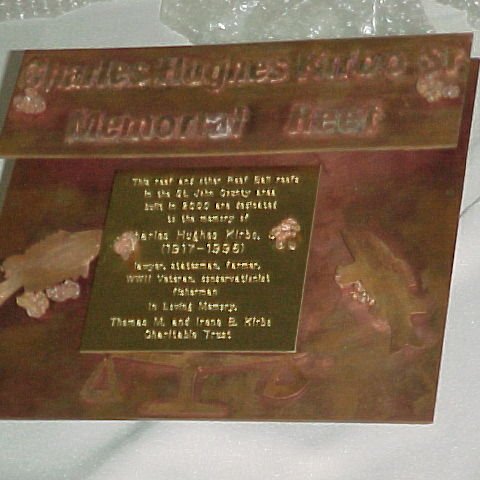 Charles Hughes Kirbo Sr.
Memorial Reef
This reef and other Reef Ball reefs
in the St. John County area
built in 2000 are dedicated
to the memory of
Charles Hughes Kirbo,
(1917-1996)
lawyer, statesman, farmer,
WWII Veteran, conservationist
fisherman
In Loving Memory,
Thomas M. and Irene B. Kirbo
Charitable Trust